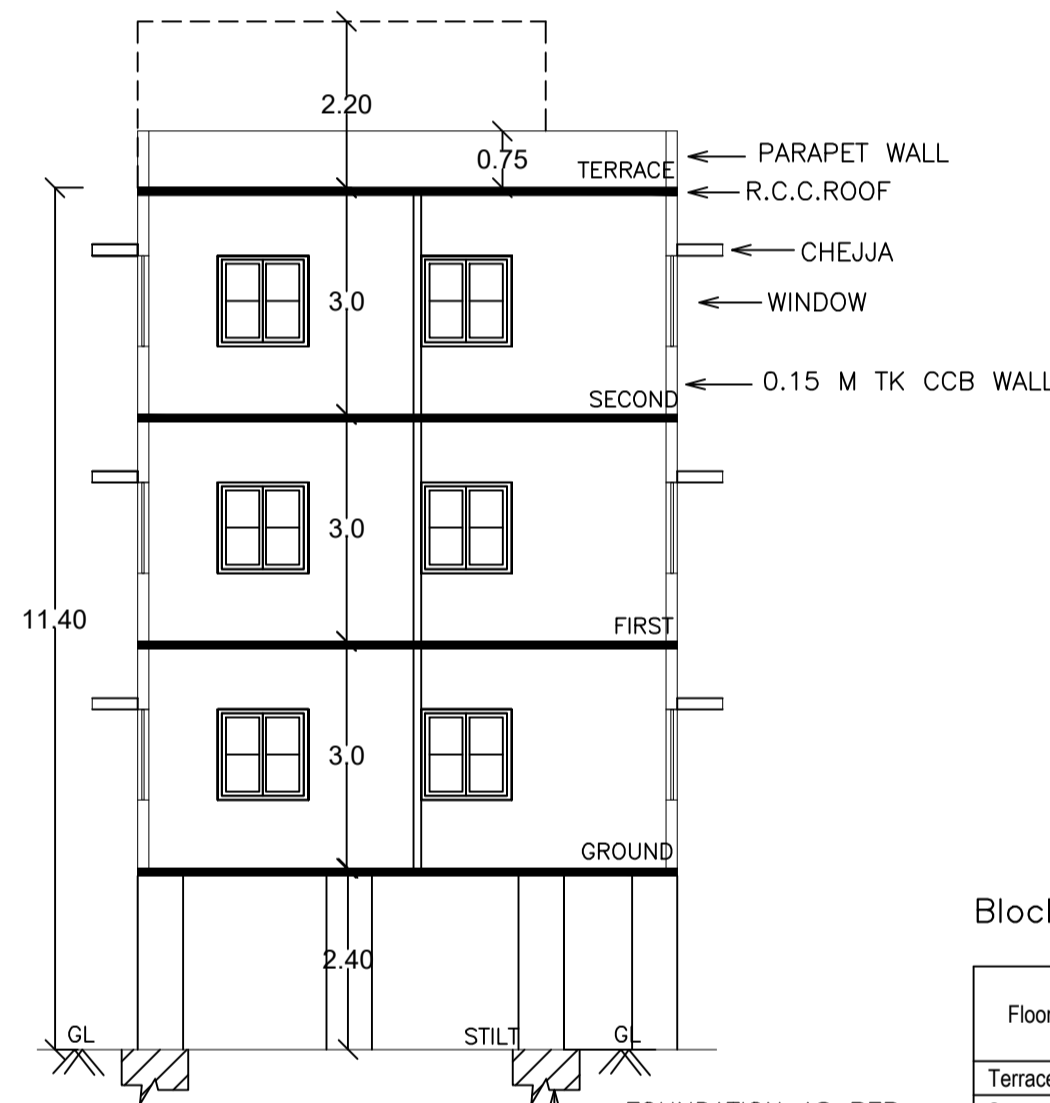 2.20
0.75
TERRACE
PARAPET WALL
R.C.C.ROOF
CHEJJA
WINDOW
3.0
0.15 M TK CCB WALL
SECOND
3.0
11.40
FIRST
3.0
GROUND
2.40
GL
STILT
GL
Block
Floor
Terrace